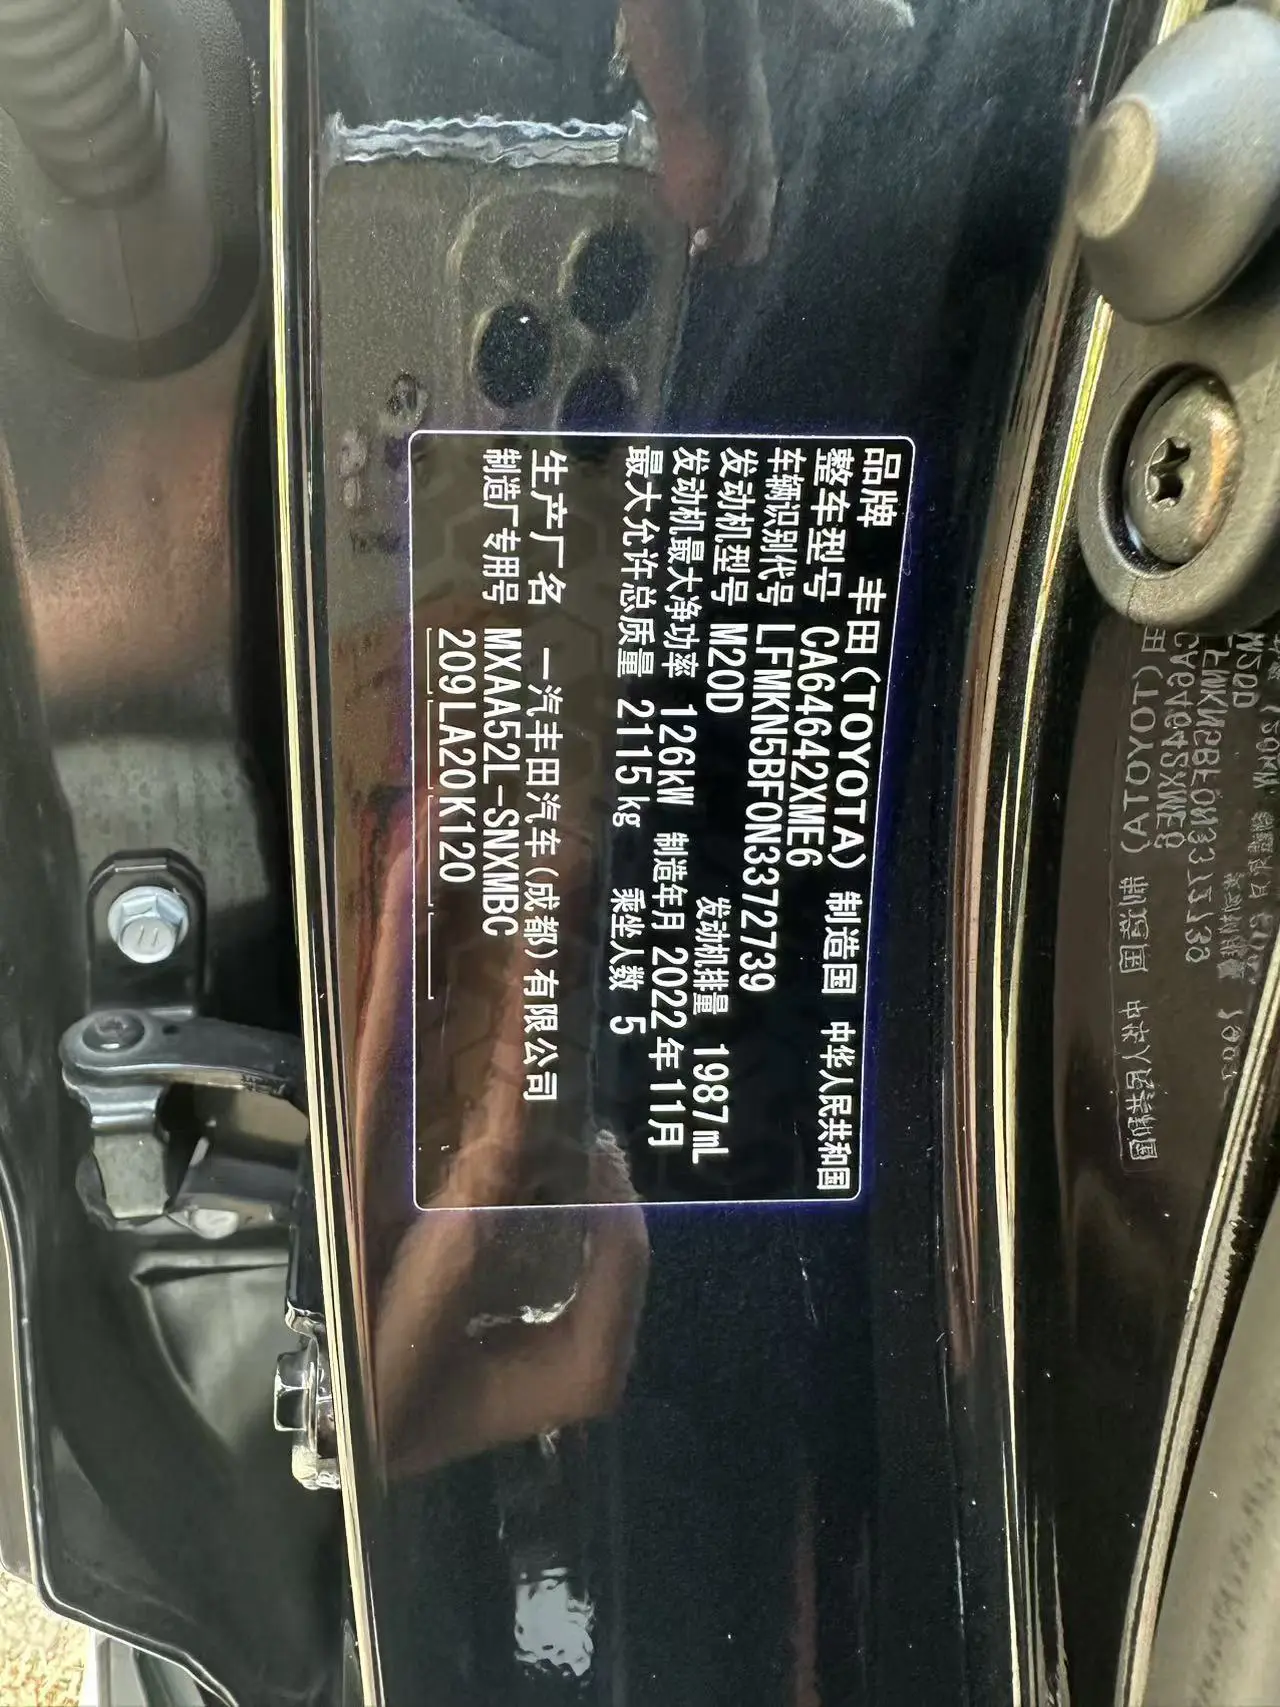 品牌 丰田(TOYOTA) 制造国 中华人民共和国
整车型号 CA64642XME6
车辆识别代号 LFMKN5BF0N3372739
发动机型号 M20D 发动机排量 1987mL
发动机最大净功率 126kW 制造年月 2022年11月
最大允许总质量 2115kg 乘坐人数 5
生产厂名 一汽丰田汽车(成都)有限公司
制造厂专用号 MXAA52L-SNXMBC
209LA20K120